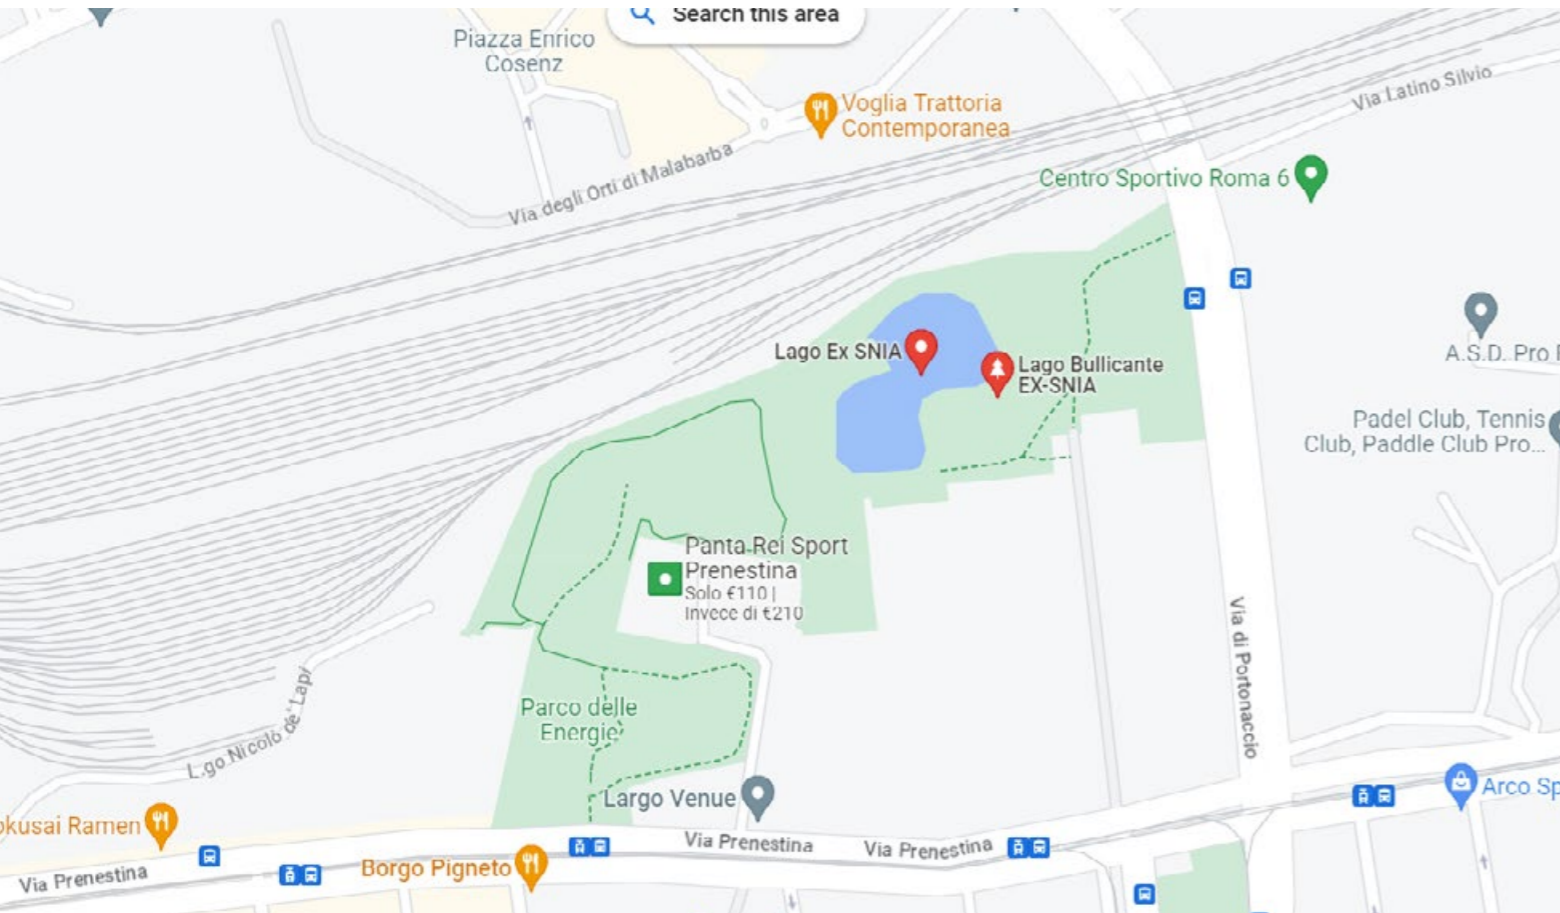 Search this area
Piazza Enrico
Cosenz
Voglia Trattoria
Contemporanea
Via Latino Silvio
Via degli Orti di Malabarba
Centro Sportivo Roma 6
Lago Ex SNIA
Lago Bullicante
EX-SNIA
A.S.D. Pro
Padel Club, Tennis
Club, Paddle Club Pro...
Panta Rei Sport
Prenestina
Solo €110 |
Invece di €210
Via di Portonaccio
L.go Nicolò de' Lapi
Parco delle
Energie
Largo Venue
Arco Sp
okusai Ramen
Via Prenestina
Via Prenestina
Borgo Pigneto
Via Prenestina